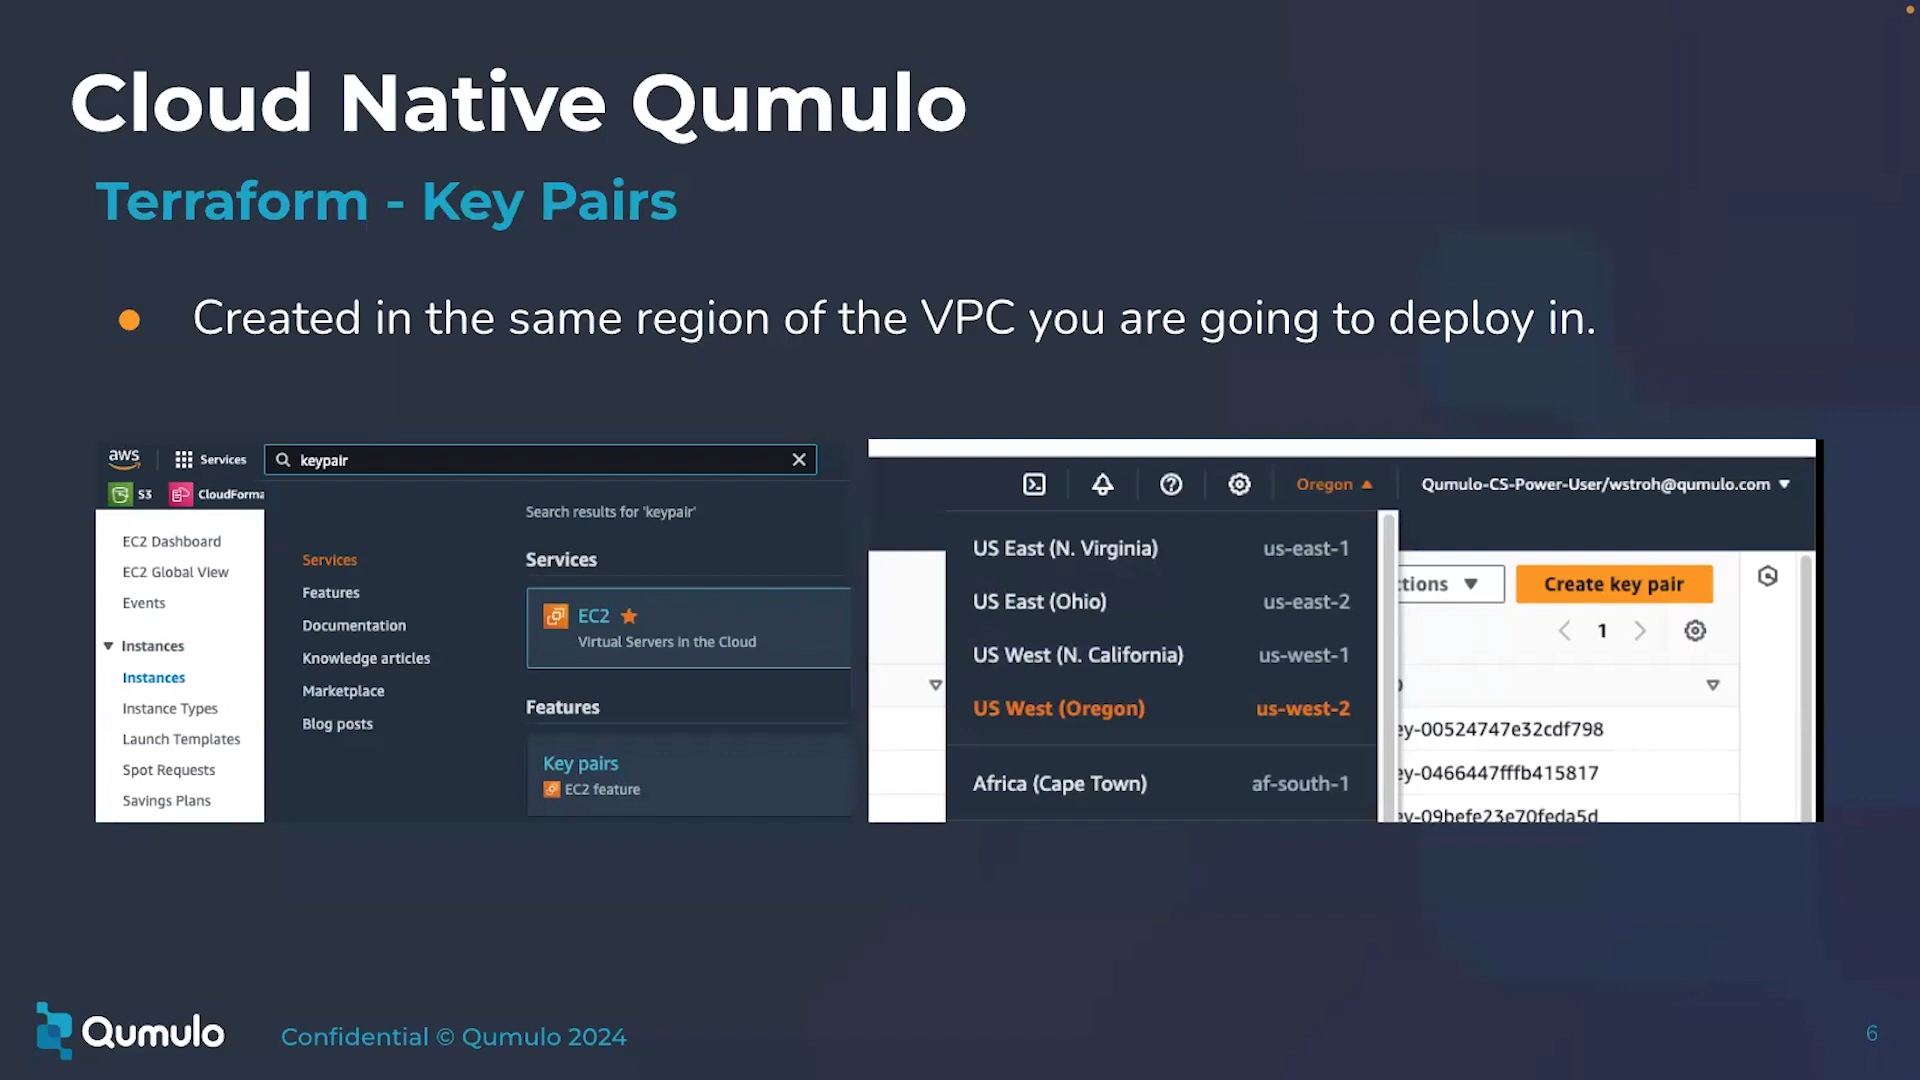 Cloud Native Qumulo
Terraform - Key Pairs
Created in the same region of the VPC you are going to deploy in.
aws
Services
keypair
S3
CloudForma
EC2 Dashboard
EC2 Global View
Events
Instances
Instances
Instance Types
Launch Templates
Spot Requests
Savings Plans
Services
Features
Documentation
Knowledge articles
Marketplace
Blog posts
Search results for 'keypair'
Services
EC2
Virtual Servers in the Cloud
Features
Key pairs
EC2 feature
Oregon
Qumulo-CS-Power-User/wstroh@qumulo.com
US East (N. Virginia) us-east-1
US East (Ohio) us-east-2
US West (N. California) us-west-1
US West (Oregon) us-west-2
Africa (Cape Town) af-south-1
ctions
Create key pair
1
ey-00524747e32cdf798
ey-0466447fffb415817
ey-09befe23e70feda5d
Qumulo
Confidential © Qumulo 2024
6